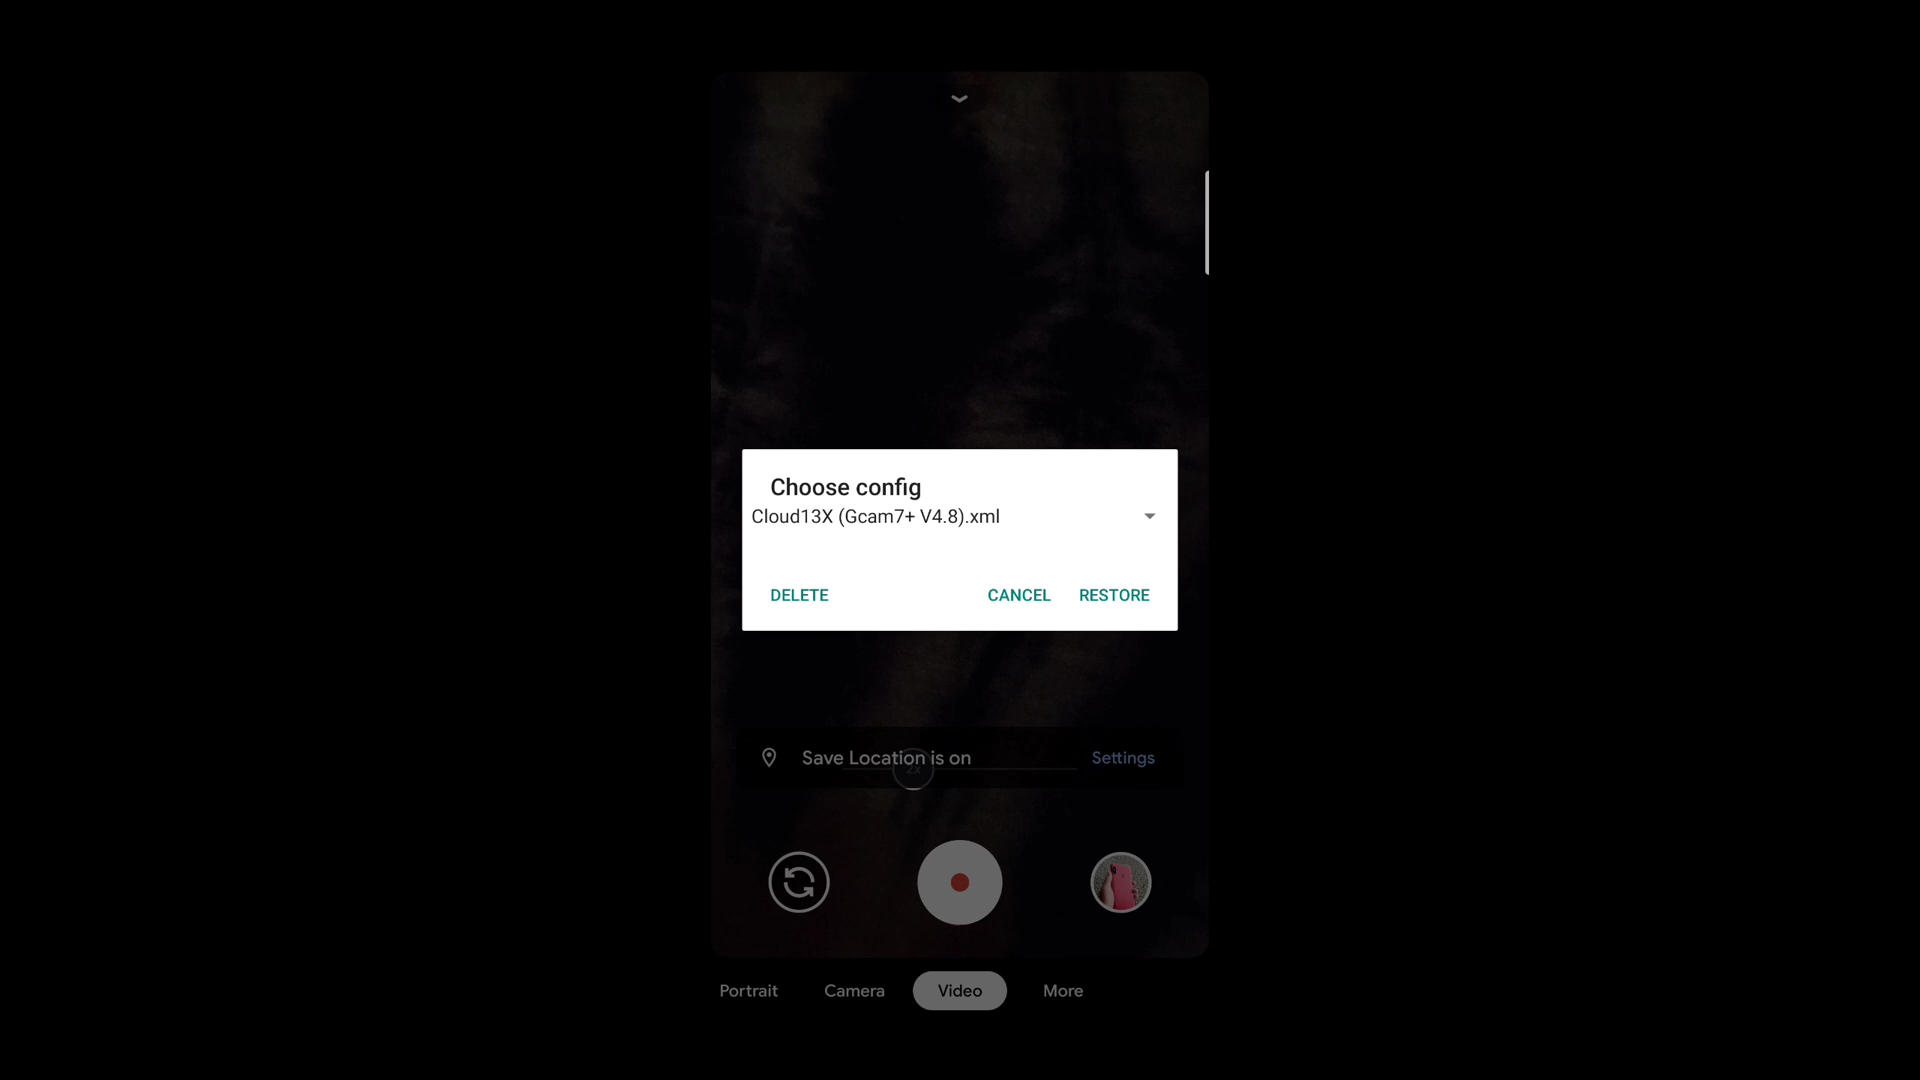 Choose config
Cloud13X (Gcam7+ V4.8).xml
DELETE CANCEL RESTORE
Save Location is on Settings
2x
Portrait Camera Video More